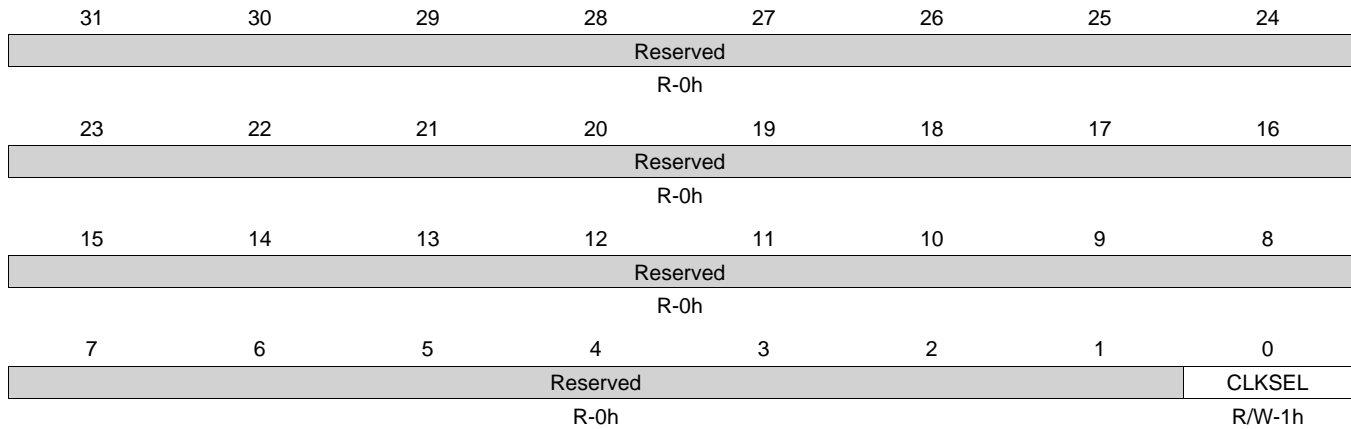 31 30 29 28 27 26 25 24
Reserved
R-0h
23 22 21 20 19 18 17 16
Reserved
R-0h
15 14 13 12 11 10 9 8
Reserved
R-0h
7 6 5 4 3 2 1 0
Reserved CLKSEL
R-0h R/W-1h